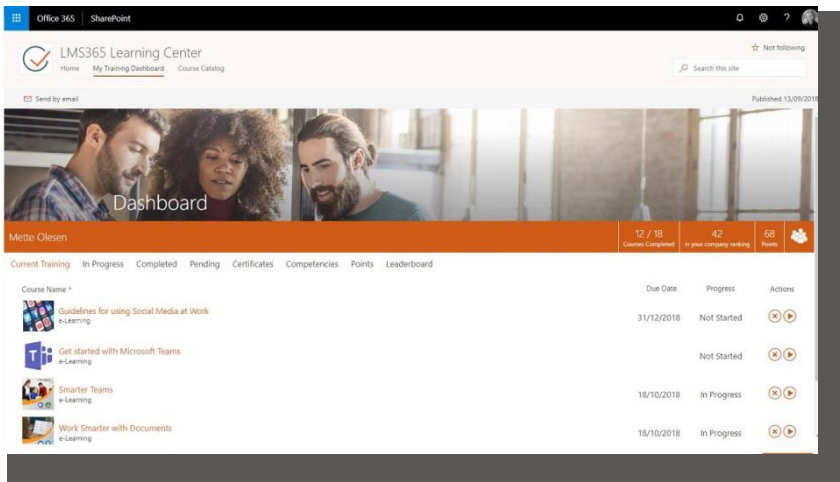 Office 365 SharePoint ?
LMS365 Learning Center
☆ Not following
Home My Training Dashboard Course Catalog
Search this site
Send by email
Published 13/09/2018
Dashboard
Mette Olesen
12 / 18
Courses Completed
42
in your company ranking
68
Points
Current Training In Progress Completed Pending Certificates Competencies Points Leaderboard
Course Name ^ Due Date Progress Actions
Guidelines for using Social Media at Work
e-Learning
31/12/2018 Not Started
T
Get started with Microsoft Teams
e-Learning
Not Started
Smarter Teams
e-Learning
18/10/2018 In Progress
Work Smarter with Documents
e-Learning
18/10/2018 In Progress